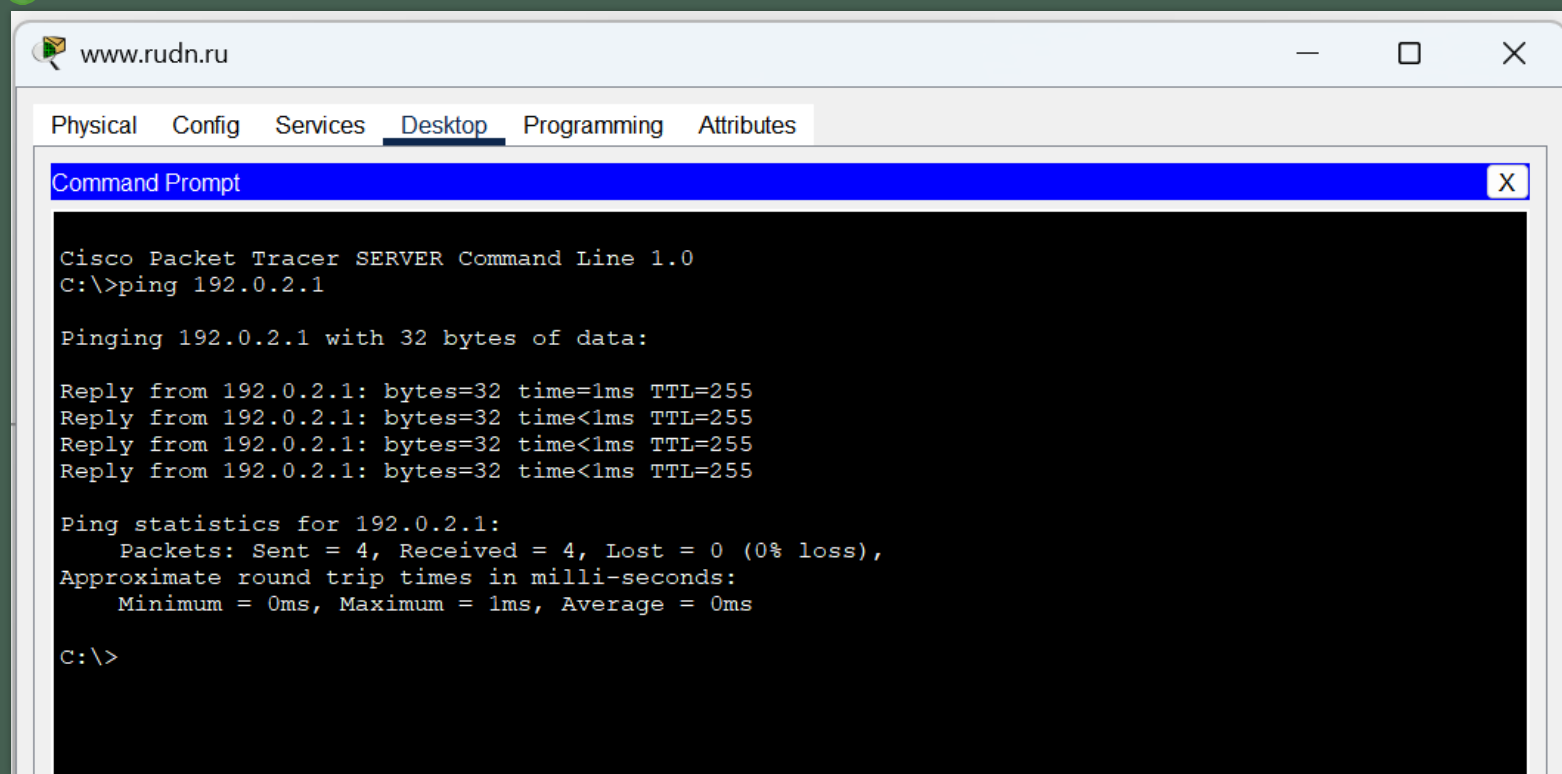 www.rudn.ru
Physical Config Services Desktop Programming Attributes
Command Prompt X
Cisco Packet Tracer SERVER Command Line 1.0
C:\>ping 192.0.2.1
Pinging 192.0.2.1 with 32 bytes of data:
Reply from 192.0.2.1: bytes=32 time=1ms TTL=255
Reply from 192.0.2.1: bytes=32 time<1ms TTL=255
Reply from 192.0.2.1: bytes=32 time<1ms TTL=255
Reply from 192.0.2.1: bytes=32 time<1ms TTL=255
Ping statistics for 192.0.2.1:
    Packets: Sent = 4, Received = 4, Lost = 0 (0% loss),
Approximate round trip times in milli-seconds:
    Minimum = 0ms, Maximum = 1ms, Average = 0ms
C:\>